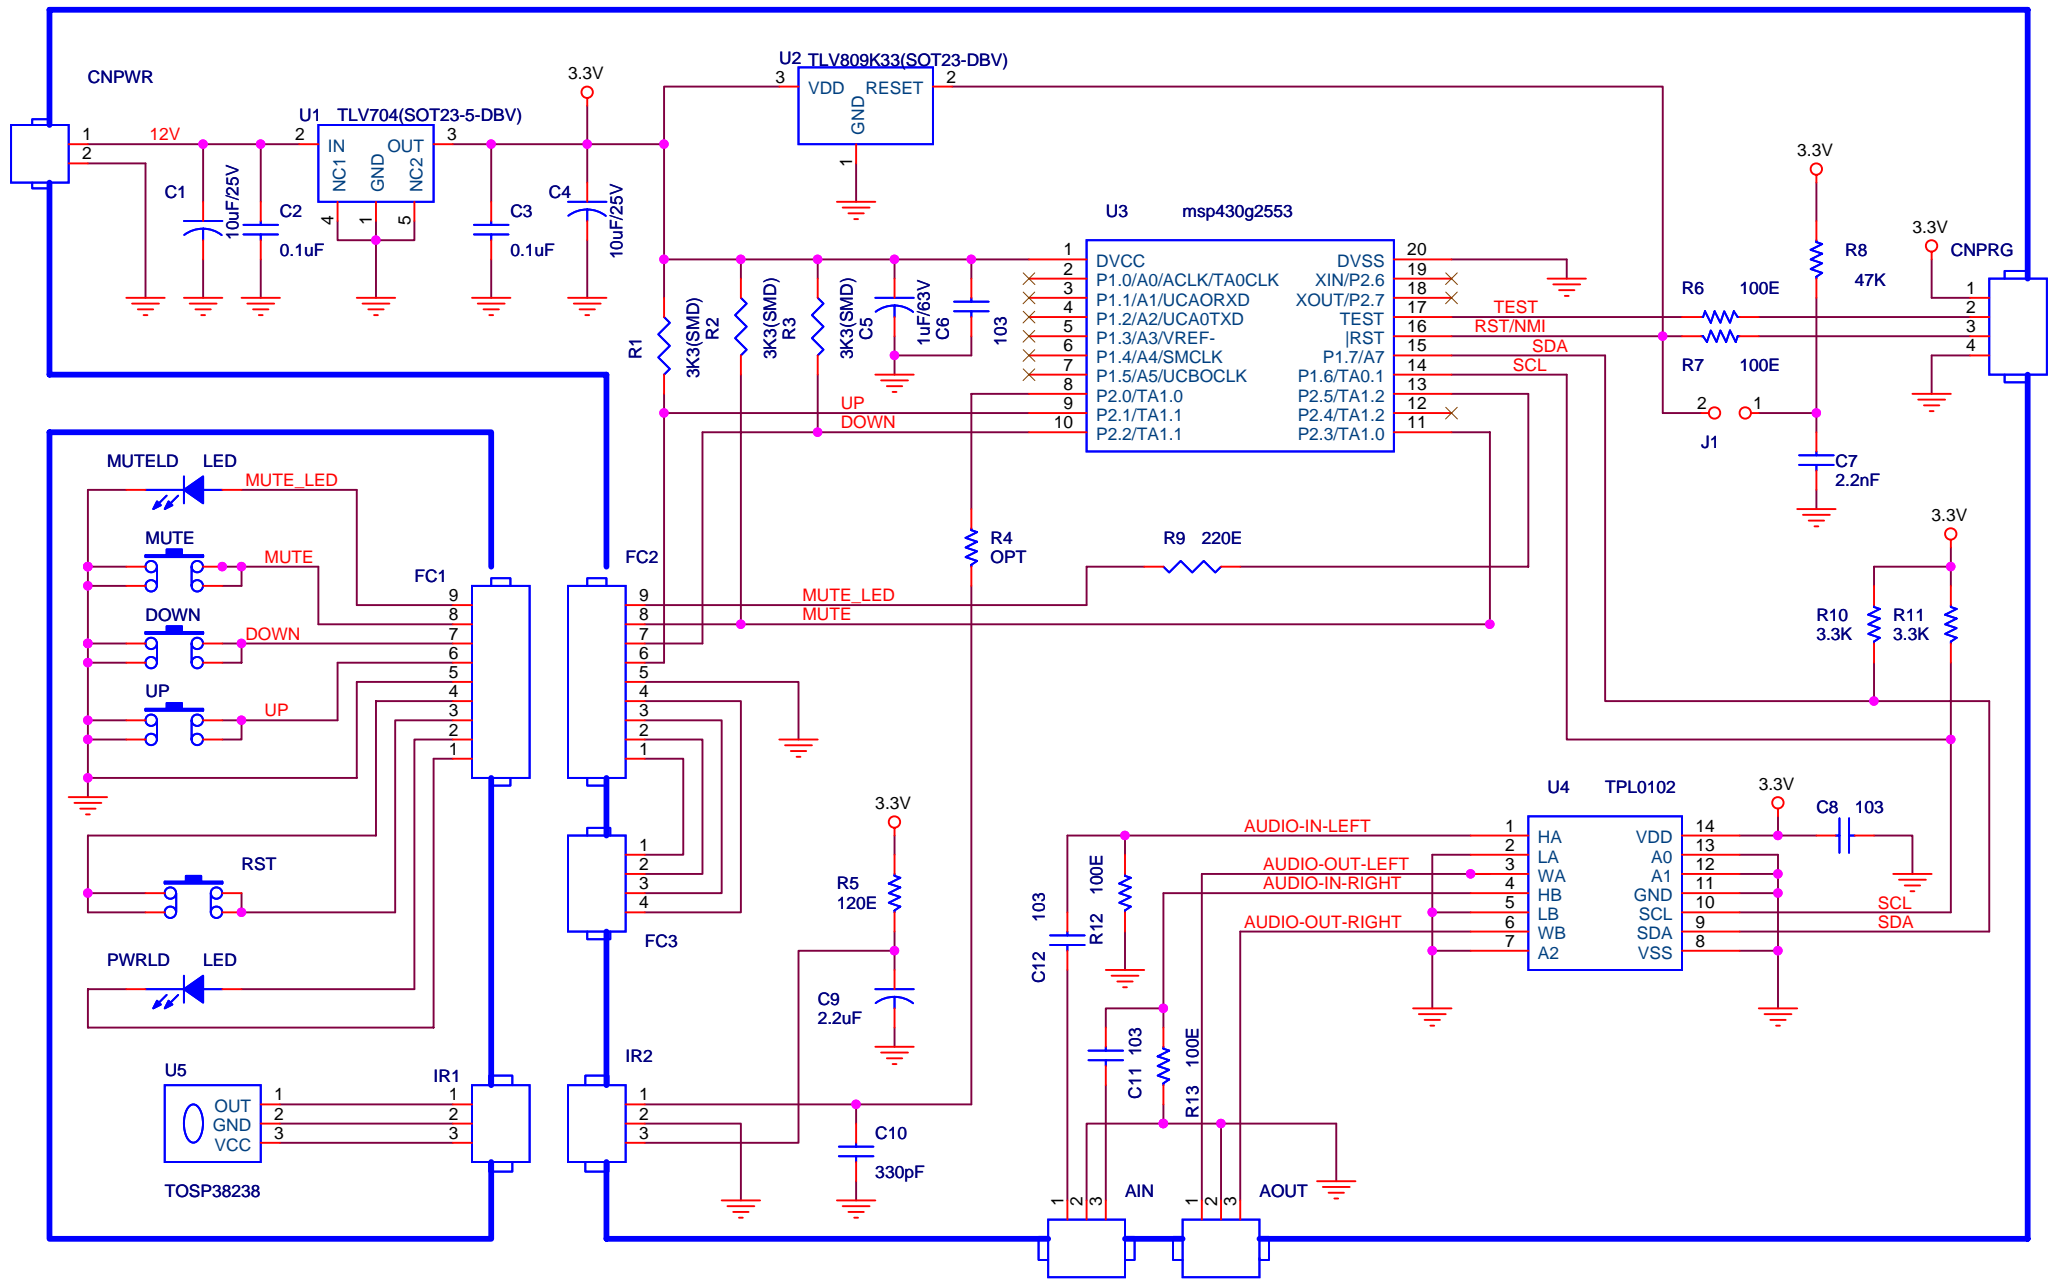 CNPWR
1
2
12V
U1 TLV704(SOT23-5-DBV)
2
IN
OUT
3
NC1
GND
NC2
4
1
5
C1
10uF/25V
C2
0.1uF
C3
0.1uF
3.3V
C4
10uF/25V
U2 TLV809K33(SOT23-DBV)
3
VDD
RESET
2
GND
1
R1
3K3(SMD)
R2
3K3(SMD)
R3
3K3(SMD)
C5
1uF/63V
C6
103
U3 msp430g2553
1 DVCC
2 P1.0/A0/ACLK/TA0CLK
3 P1.1/A1/UCAORXD
4 P1.2/A2/UCA0TXD
5 P1.3/A3/VREF-
6 P1.4/A4/SMCLK
7 P1.5/A5/UCBOCLK
8 P2.0/TA1.0
9 P2.1/TA1.1
10 P2.2/TA1.1
DVSS 20
XIN/P2.6 19
XOUT/P2.7 18
TEST 17
|RST 16
P1.7/A7 15
P1.6/TA0.1 14
P2.5/TA1.2 13
P2.4/TA1.2 12
P2.3/TA1.0 11
UP
DOWN
TEST
RST/NMI
SDA
SCL
R6 100E
R7 100E
3.3V
R8
47K
3.3V
CNPRG
1
2
3
4
2
1
J1
C7
2.2nF
MUTELD LED
MUTE_LED
MUTE
MUTE
DOWN
DOWN
UP
UP
FC1
9
8
7
6
5
4
3
2
1
RST
PWRLD LED
U5
OUT 1
GND 2
VCC 3
TOSP38238
IR1
1
2
3
FC2
9
8
7
6
5
4
3
2
1
MUTE_LED
MUTE
R4
OPT
R9 220E
1
2
3
4
FC3
3.3V
R5
120E
C9
2.2uF
IR2
1
2
3
C10
330pF
3.3V
R10
3.3K
R11
3.3K
U4 TPL0102
3.3V
C8 103
1 HA
2 LA
3 WA
4 HB
5 LB
6 WB
7 A2
VDD 14
A0 13
A1 12
GND 11
SCL 10
SDA 9
VSS 8
SCL
SDA
AUDIO-IN-LEFT
AUDIO-OUT-LEFT
AUDIO-IN-RIGHT
AUDIO-OUT-RIGHT
C12
103
R12
100E
C11
103
R13
100E
1
2
3
AIN
1
2
3
AOUT